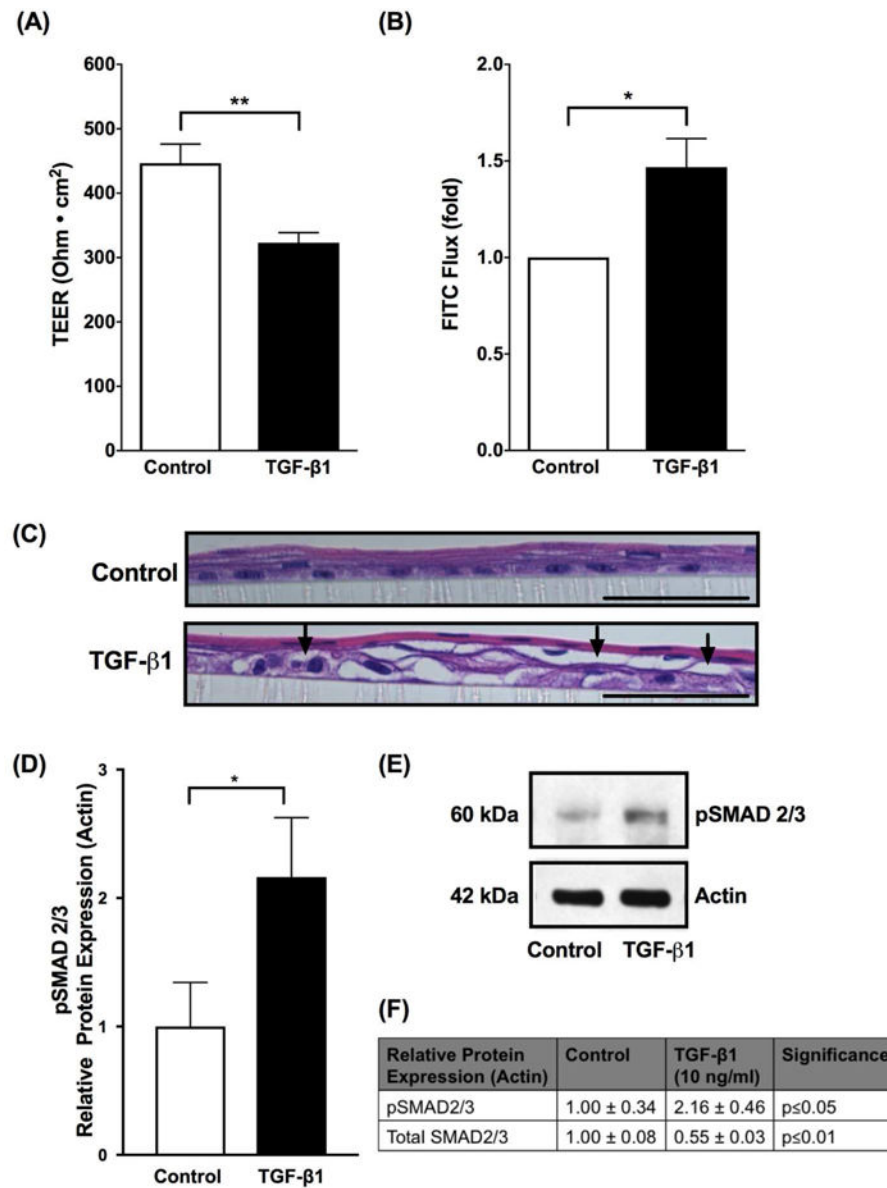 (A)
600
500
400
300
200
100
0
TEER (Ohm • cm²)
**
Control
TGF-β1
(B)
2.0
1.5
1.0
0.5
0.0
FITC Flux (fold)
*
Control
TGF-β1
(C)
Control
TGF-β1
(D)
3
2
1
0
pSMAD 2/3
Relative Protein Expression (Actin)
*
Control
TGF-β1
(E)
60 kDa
pSMAD 2/3
42 kDa
Actin
Control TGF-β1
(F)
Relative Protein Expression (Actin) Control TGF-β1 (10 ng/ml) Significance
pSMAD2/3 1.00 ± 0.34 2.16 ± 0.46 p≤0.05
Total SMAD2/3 1.00 ± 0.08 0.55 ± 0.03 p≤0.01